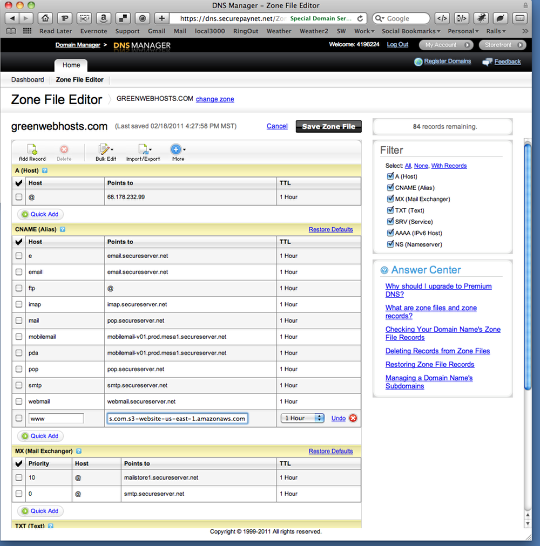 DNS Manager – Zone File Editor
https://dns.securepaynet.net/Zo
Special Domain Ser...
Google
Read Later Evernote Support Gmail Mail local3000 RingOut Weather Weather2 SW Work Social Bookmarks Personal Rails
Domain Manager > DNS MANAGER
Welcome: 4196224 Log Out My Account Storefront
Home
Register Domains Feedback
Dashboard Zone File Editor
Zone File Editor GREENWEBHOSTS.COM change zone
greenwebhosts.com (Last saved 02/18/2011 4:27:58 PM MST) Cancel Save Zone File
84 records remaining.
Add Record Delete Bulk Edit Import/Export More
A (Host)
Host Points to TTL
@ 68.178.232.99 1 Hour
Quick Add
CNAME (Alias) Restore Defaults
Host Points to TTL
e email.secureserver.net 1 Hour
email email.secureserver.net 1 Hour
ftp @ 1 Hour
imap imap.secureserver.net 1 Hour
mail pop.secureserver.net 1 Hour
mobilemail mobilemail-v01.prod.mesa1.secureserver.net 1 Hour
pda mobilemail-v01.prod.mesa1.secureserver.net 1 Hour
pop pop.secureserver.net 1 Hour
smtp smtp.secureserver.net 1 Hour
webmail webmail.secureserver.net 1 Hour
www s.com.s3-website-us-east-1.amazonaws.com 1 Hour Undo
Quick Add
MX (Mail Exchanger) Restore Defaults
Priority Host Points to TTL
10 @ mailstore1.secureserver.net 1 Hour
0 @ smtp.secureserver.net 1 Hour
Quick Add
TXT (Text)
Filter
Select: All, None, With Records
A (Host)
CNAME (Alias)
MX (Mail Exchanger)
TXT (Text)
SRV (Service)
AAAA (IPv6 Host)
NS (Nameserver)
@ Answer Center
Why should I upgrade to Premium
DNS?
What are zone files and zone
records?
Checking Your Domain Name's Zone
File Records
Deleting Records from Zone Files
Restoring Zone File Records
Managing a Domain Name's
Subdomains
Copyright © 1999-2011 All rights reserved.